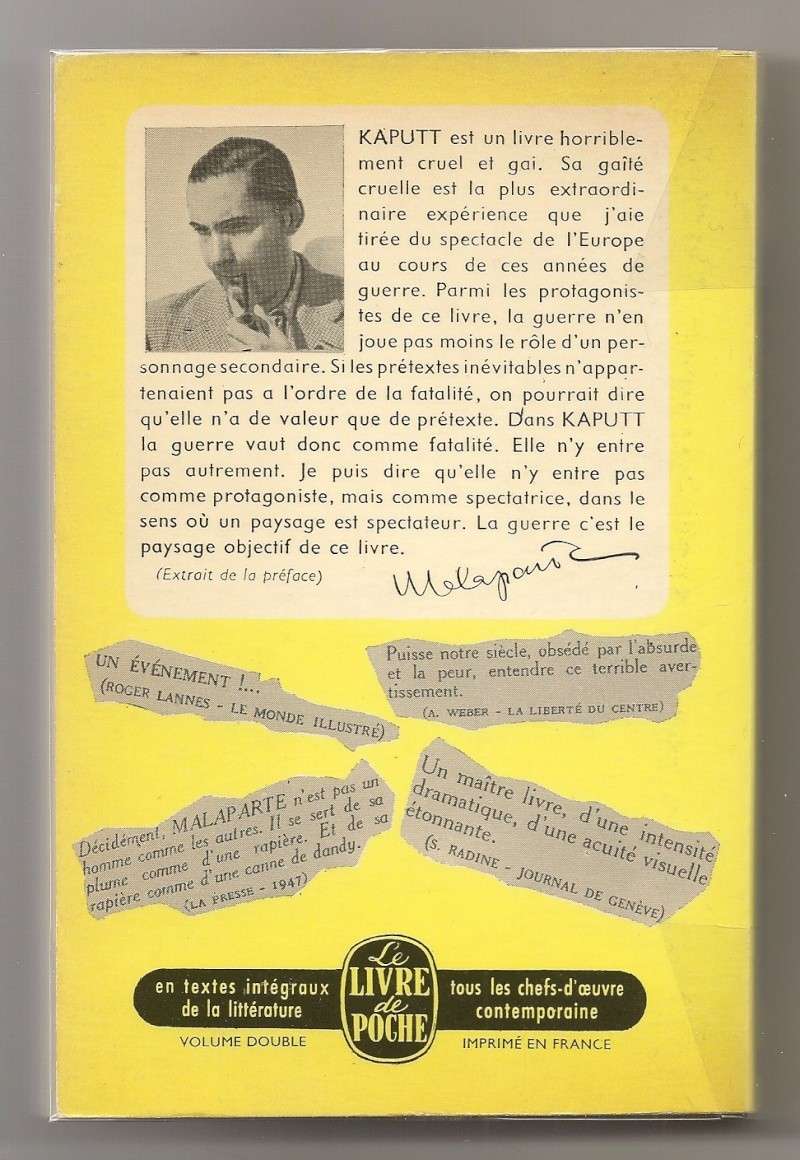 KAPUTT est un livre horrible-
ment cruel et gai. Sa gaîté
cruelle est la plus extraordi-
naire expérience que j'aie
tirée du spectacle de l'Europe
au cours de ces années de
guerre. Parmi les protagonis-
tes de ce livre, la guerre n'en
joue pas moins le rôle d'un per-
sonnage secondaire. Si les prétextes inévitables n'appar-
tenaient pas a l'ordre de la fatalité, on pourrait dire
qu'elle n'a de valeur que de prétexte. Dans KAPUTT
la guerre vaut donc comme fatalité. Elle n'y entre
pas autrement. Je puis dire qu'elle n'y entre pas
comme protagoniste, mais comme spectatrice, dans le
sens où un paysage est spectateur. La guerre c'est le
paysage objectif de ce livre.
(Extrait de la préface)
Malaparte
UN ÉVÉNEMENT !...
(ROGER LANNES - LE MONDE ILLUSTRÉ)
Puisse notre siècle, obsédé par l'absurde
et la peur, entendre ce terrible aver-
tissement.
(A. WEBER - LA LIBERTÉ DU CENTRE)
Décidément, MALAPARTE n'est pas un
homme comme les autres. Il se sert de sa
plume comme d'une rapière. Et de sa
rapière comme d'une canne de dandy.
(LA PRESSE - 1947)
Un maître livre, d'une intensité
dramatique, d'une acuité visuelle
étonnante.
(S. RADINE - JOURNAL DE GENÈVE)
en textes intégraux
de la littérature
Le
LIVRE
de
POCHE
tous les chefs-d'œuvre
contemporaine
VOLUME DOUBLE
IMPRIMÉ EN FRANCE